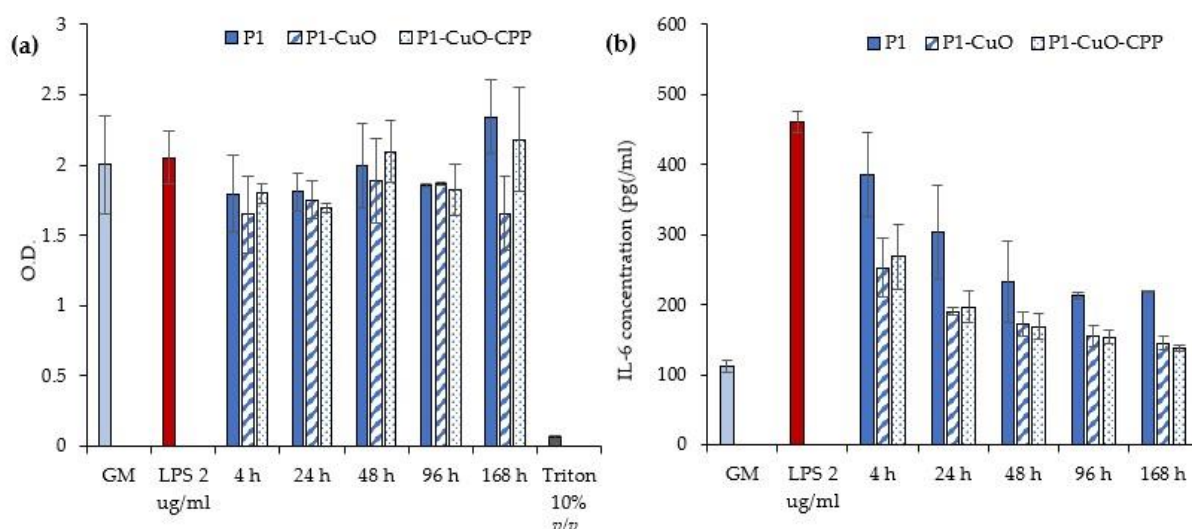 (a)
P1 P1-CuO P1-CuO-CPP
3
2.5
2
1.5
1
0.5
0
O.D.
GM LPS 2 4 h 24 h 48 h 96 h 168 h Triton
ug/ml 10%
v/v
(b)
P1 P1-CuO P1-CuO-CPP
600
500
400
300
200
100
0
IL-6 concentration (pg(/ml)
GM LPS 2 4 h 24 h 48 h 96 h 168 h
ug/ml